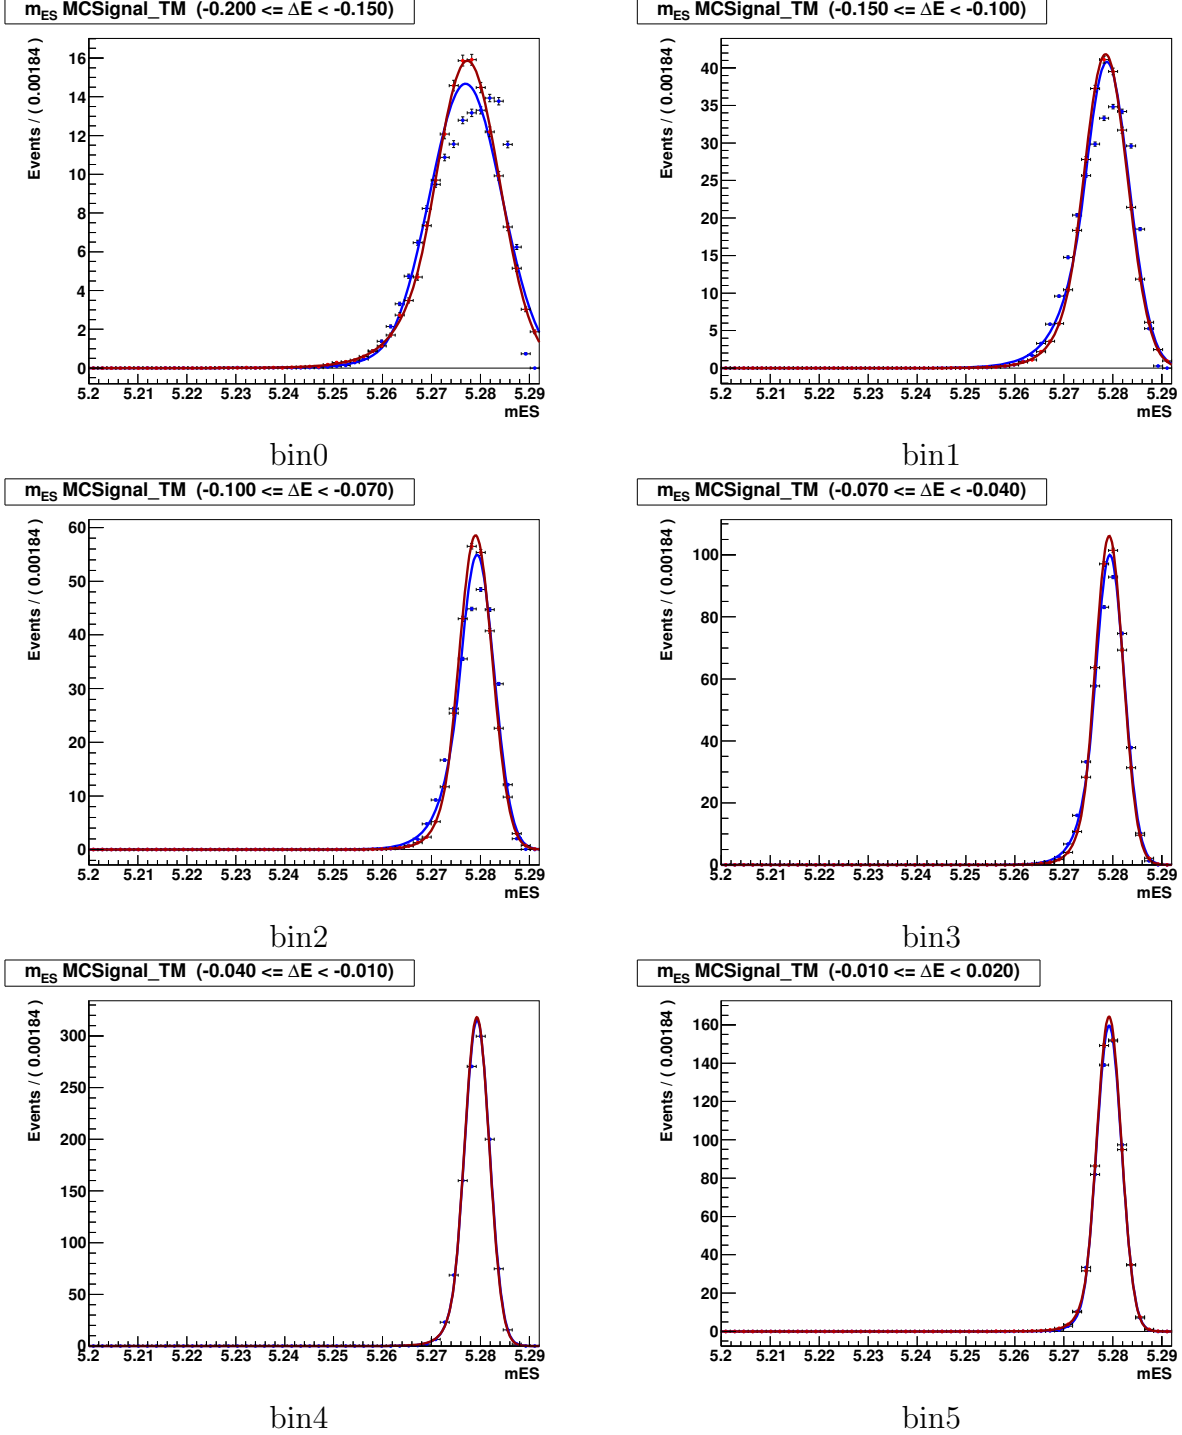 m_ES MCSignal_TM (-0.200 <= ΔE < -0.150)
Events / ( 0.00184 )
16
14
12
10
8
6
4
2
0
5.2 5.21 5.22 5.23 5.24 5.25 5.26 5.27 5.28 5.29
mES
bin0
m_ES MCSignal_TM (-0.150 <= ΔE < -0.100)
Events / ( 0.00184 )
40
35
30
25
20
15
10
5
0
5.2 5.21 5.22 5.23 5.24 5.25 5.26 5.27 5.28 5.29
mES
bin1
m_ES MCSignal_TM (-0.100 <= ΔE < -0.070)
Events / ( 0.00184 )
60
50
40
30
20
10
0
5.2 5.21 5.22 5.23 5.24 5.25 5.26 5.27 5.28 5.29
mES
bin2
m_ES MCSignal_TM (-0.070 <= ΔE < -0.040)
Events / ( 0.00184 )
100
80
60
40
20
0
5.2 5.21 5.22 5.23 5.24 5.25 5.26 5.27 5.28 5.29
mES
bin3
m_ES MCSignal_TM (-0.040 <= ΔE < -0.010)
Events / ( 0.00184 )
300
250
200
150
100
50
0
5.2 5.21 5.22 5.23 5.24 5.25 5.26 5.27 5.28 5.29
mES
bin4
m_ES MCSignal_TM (-0.010 <= ΔE < 0.020)
Events / ( 0.00184 )
160
140
120
100
80
60
40
20
0
5.2 5.21 5.22 5.23 5.24 5.25 5.26 5.27 5.28 5.29
mES
bin5